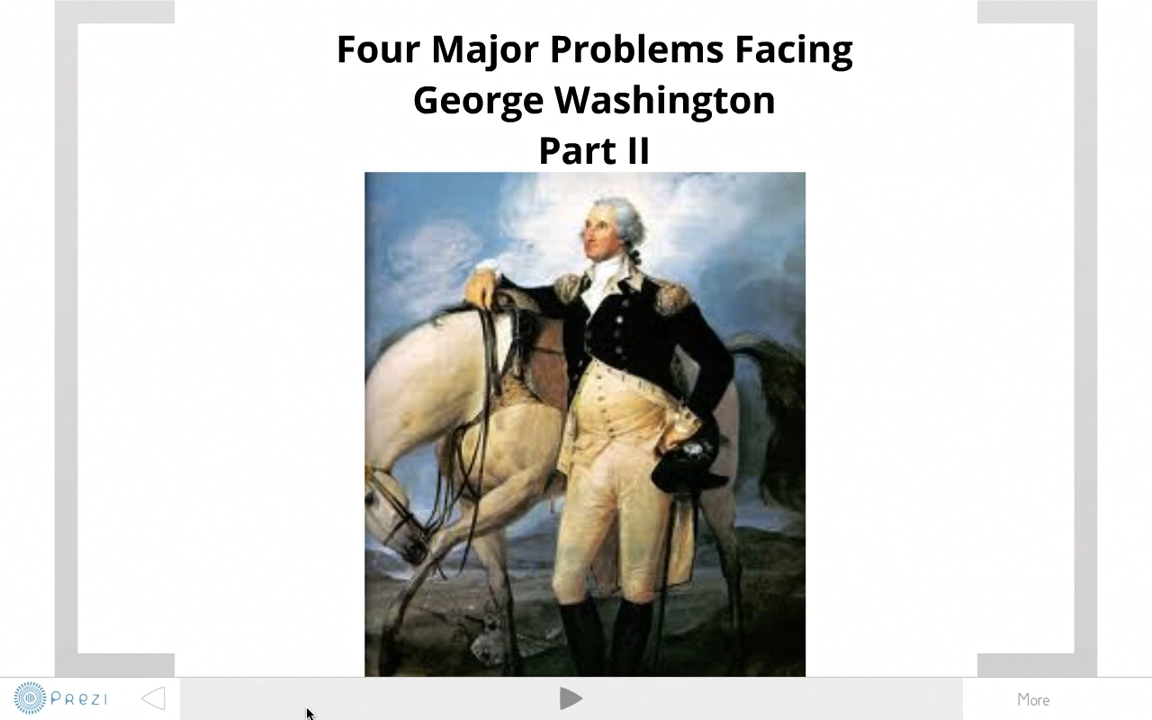 Four Major Problems Facing
George Washington
Part II
PREZI
More